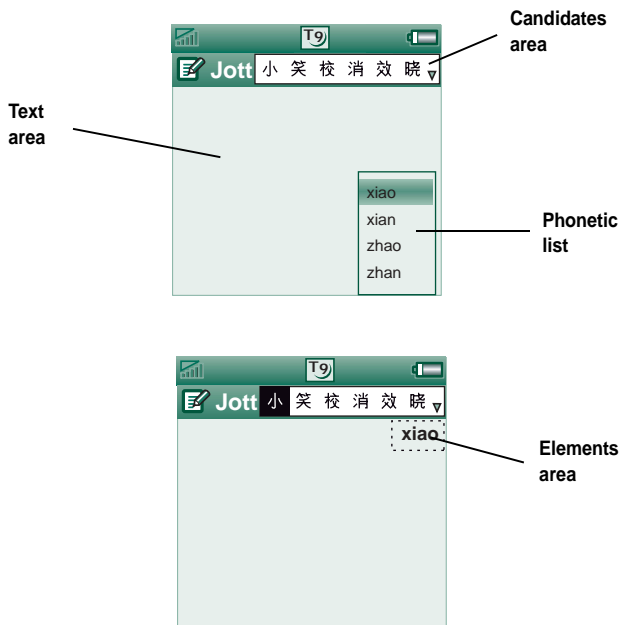 Candidates
area
T9
Jott 小 笑 校 消 效 晓
Text
area
xiao
xian
zhao
zhan
Phonetic
list
T9
Jott 小 笑 校 消 效 晓
xiao
Elements
area